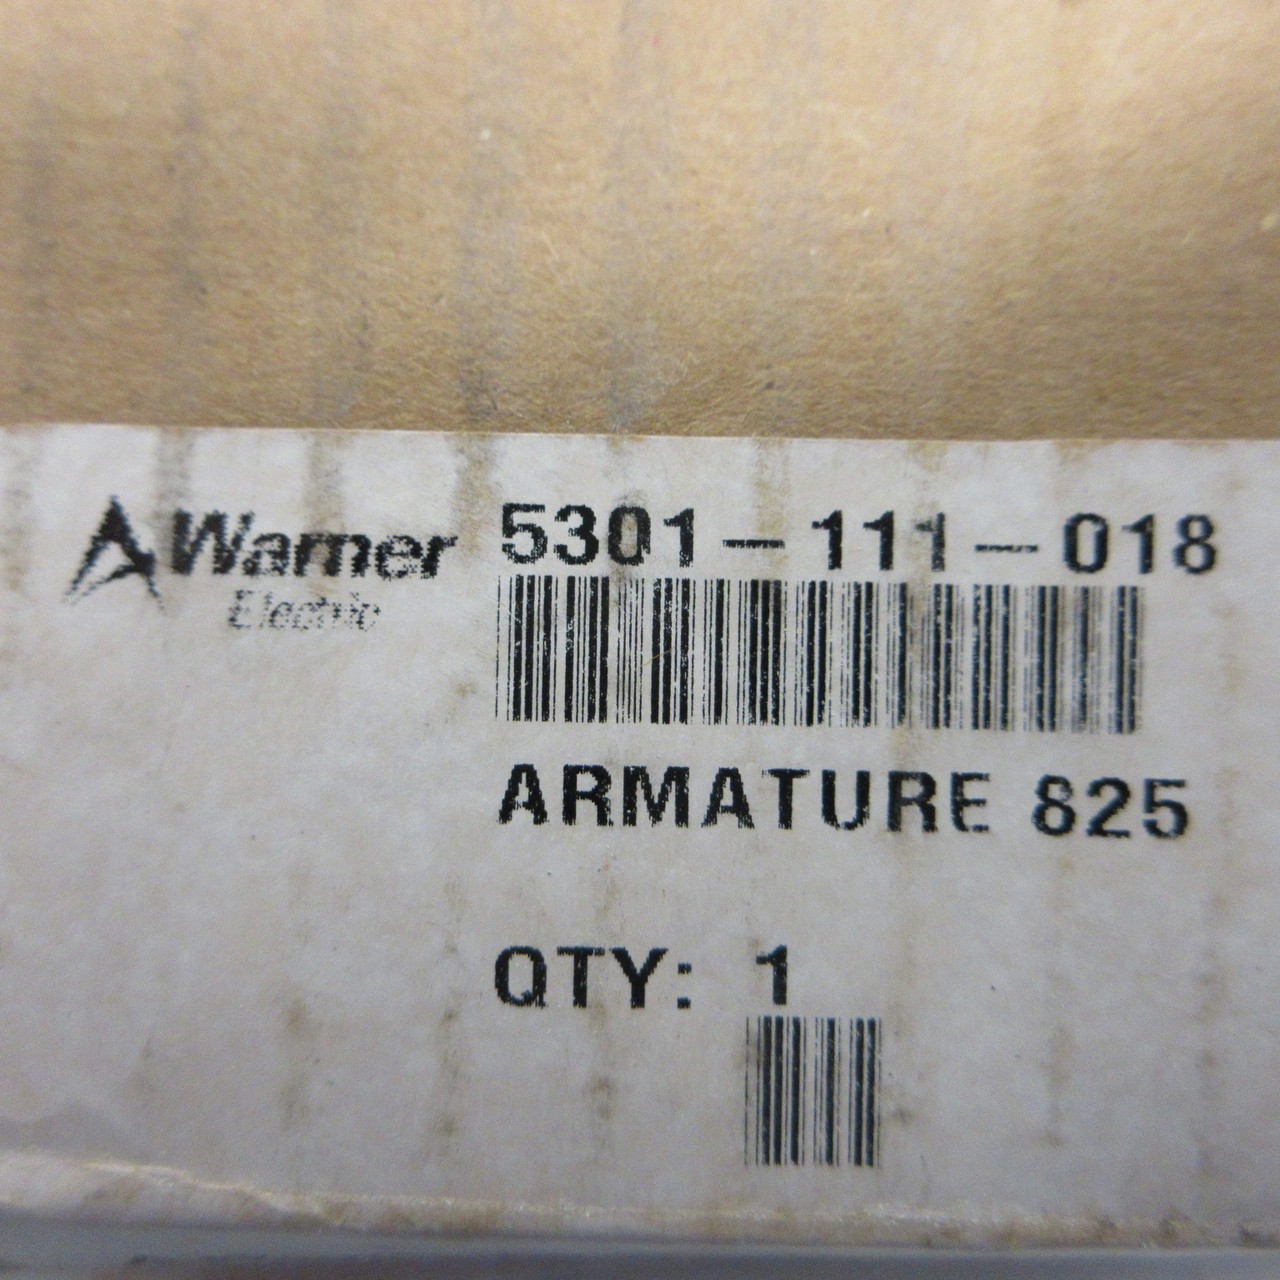 Warner
Electric
5301-111-018
ARMATURE 825
QTY: 1